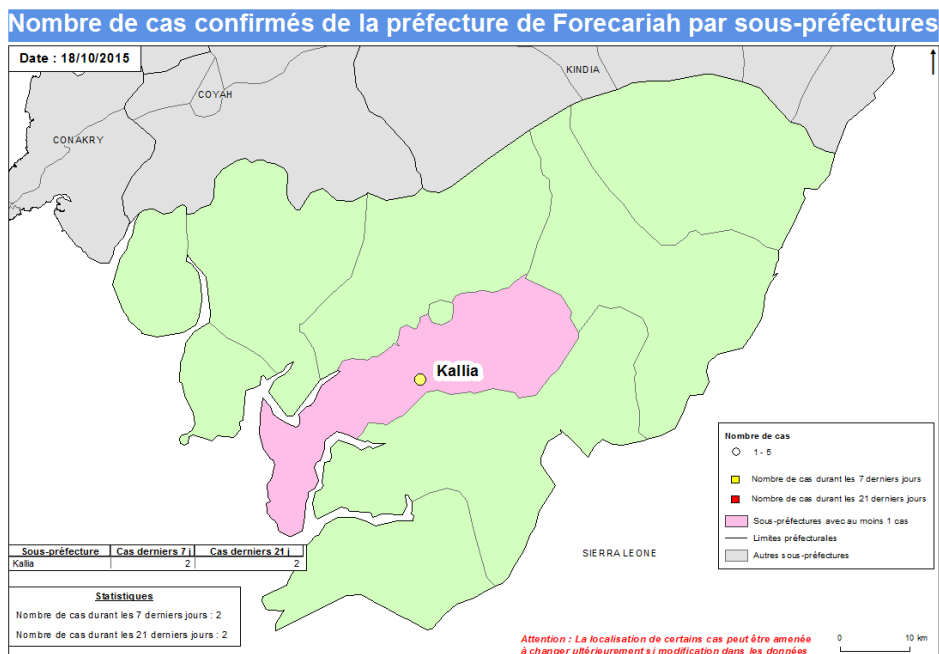 Nombre de cas confirmés de la préfecture de Forecariah par sous-préfectures
Date : 18/10/2015
KINDIA
COYAH
CONAKRY
Kallia
Nombre de cas
1 - 5
Nombre de cas durant les 7 derniers jours
Nombre de cas durant les 21 derniers jours
Sous-préfectures avec au moins 1 cas
Limites préfecturales
Autres sous-préfectures
SIERRA LEONE
Sous-préfecture Cas derniers 7 j Cas derniers 21 j
Kallia 2 2
Statistiques
Nombre de cas durant les 7 derniers jours : 2
Nombre de cas durant les 21 derniers jours : 2
Attention : La localisation de certains cas peut être amenée
à changer ultérieurement si modification dans les données
0 10 km